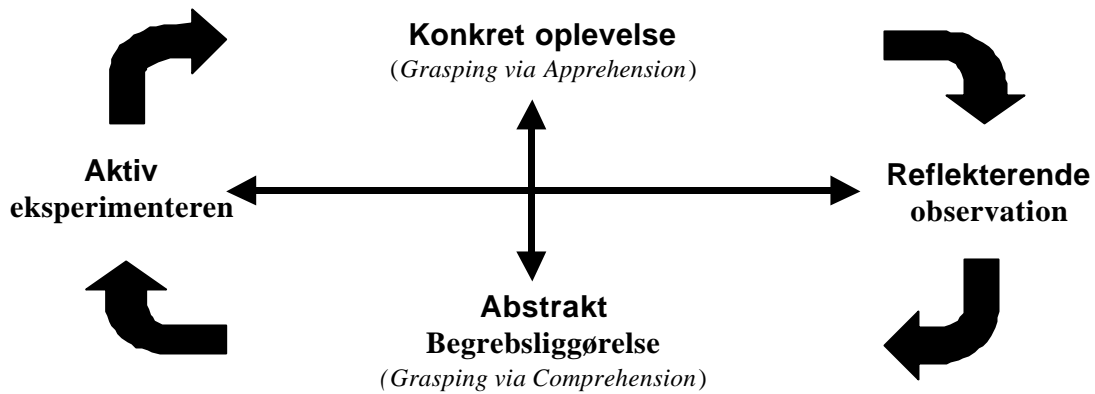 Konkret oplevelse
(Grasping via Apprehension)
Aktiv
eksperimenteren
Reflekterende
observation
Abstrakt
Begrebsliggørelse
(Grasping via Comprehension)